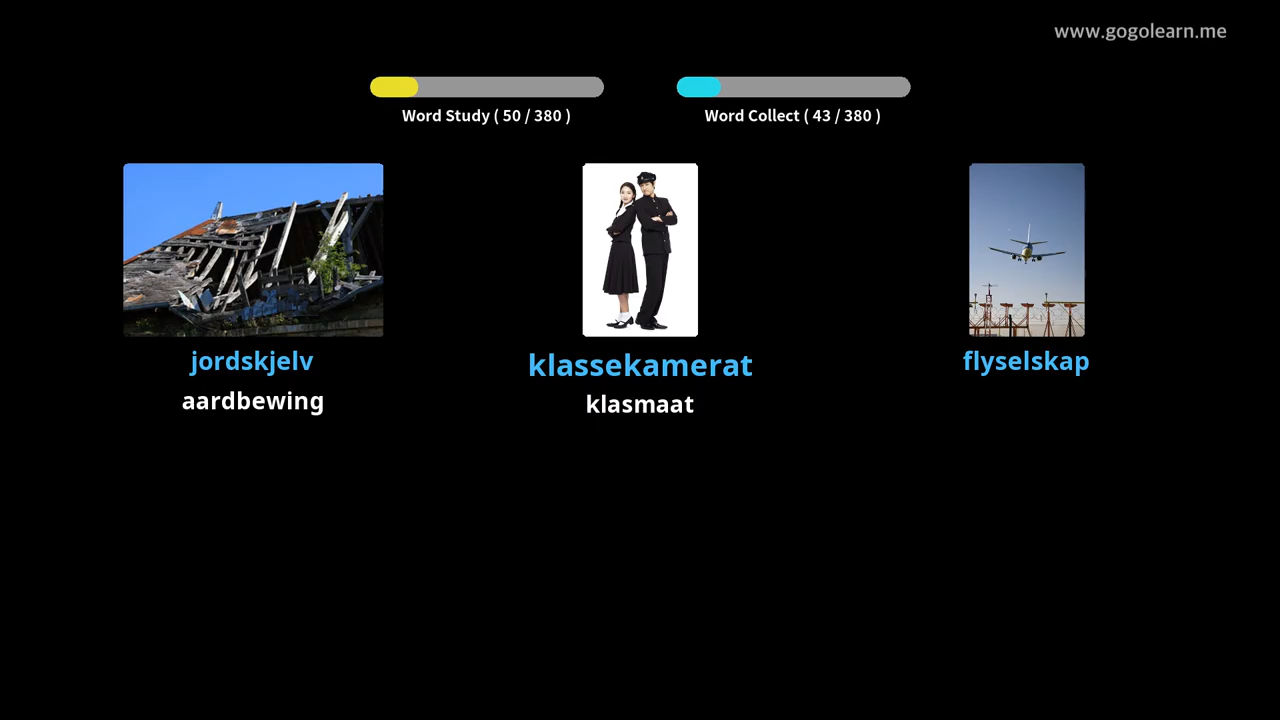 www.gogolearn.me
Word Study ( 50 / 380 )
Word Collect ( 43 / 380 )
jordskjelv
aardbewing
klassekamerat
klasmaat
flyselskap